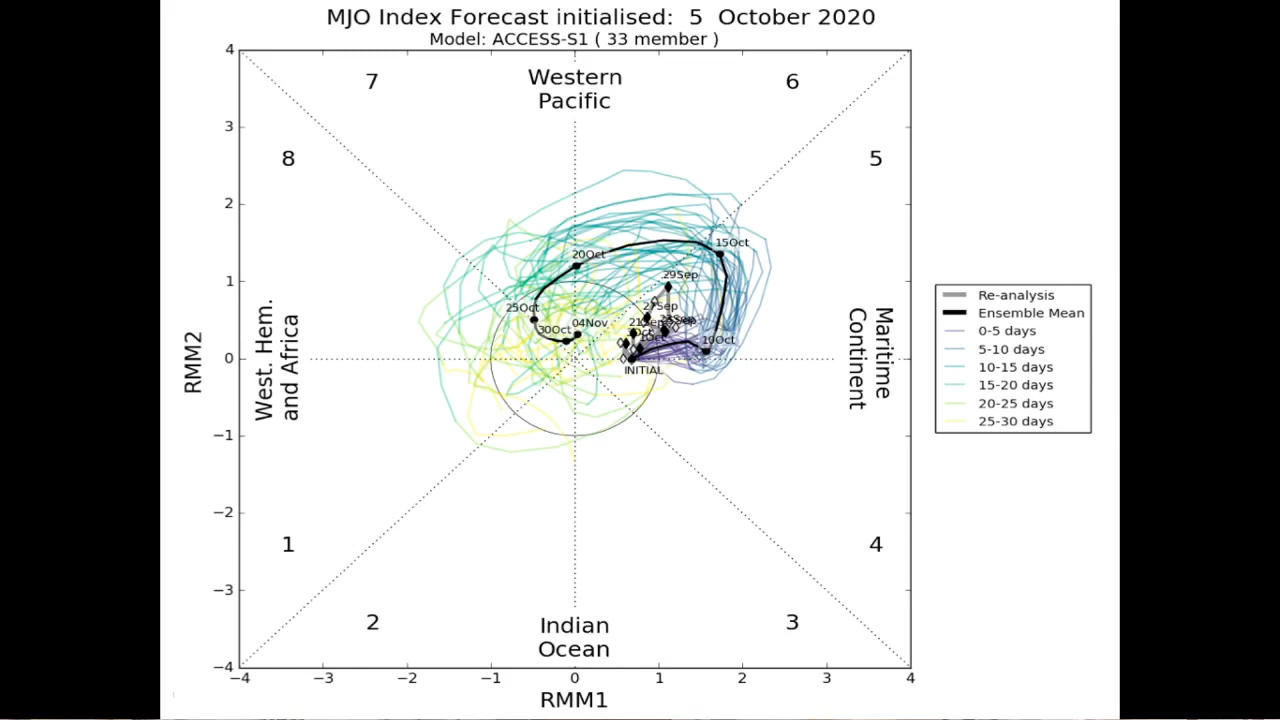 MJO Index Forecast initialised: 5 October 2020
Model: ACCESS-S1 ( 33 member )
4
3
2
1
0
−1
−2
−3
−4
RMM2
7
Western
Pacific
6
8
5
West. Hem.
and Africa
Maritime
Continent
15Oct
20Oct
29Sep
25Oct
27Sep
04Nov
30Oct
10Oct
INITIAL
1
4
2
Indian
Ocean
3
−4
−3
−2
−1
0
1
2
3
4
RMM1
Re-analysis
Ensemble Mean
0-5 days
5-10 days
10-15 days
15-20 days
20-25 days
25-30 days